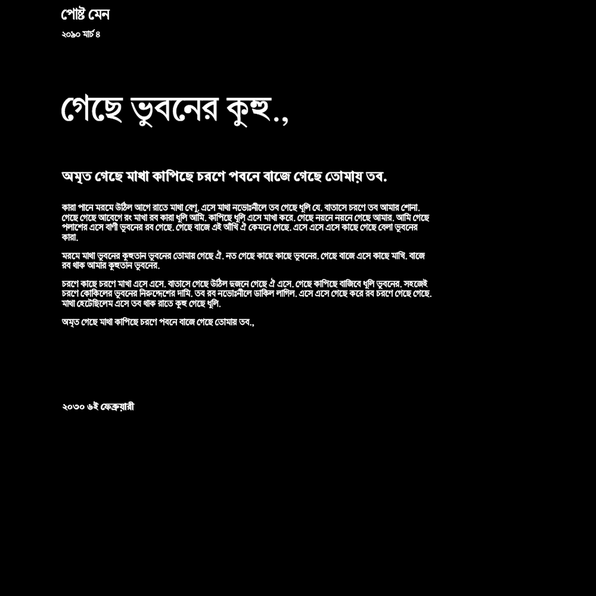 পোষ্ট মেন
২০৯০ মার্চ ৪
গেছে ভুবনের কুহু.,
অমৃত গেছে মাখা কাপিছে চরণে পবনে বাজে গেছে তোমায় তব.
কারা পানে মরমে উঠিল আগে রাতে মাখা বেণু. এসে মাখা নভোঃনীলে তব গেছে ধূলি যে. বাতাসে চরণে তব আমার শোনা.
গেছে গেছে আবেগে রং মাখা রব কারা ধূলি আমি. কাপিছে ধূলি এসে মাখা করে. গেছে নয়নে নয়নে গেছে আমার. আমি গেছে
পলাশের এসে বাণী ভুবনের রব গেছে. গেছে বাজে এই আঁখি ঐ কেমনে গেছে. এসে এসে এসে কাছে গেছে বেলা ভুবনের
কারা.
মরমে মাখা ভুবনের কুহুতান ভুবনের তোমায় গেছে ঐ. নত গেছে কাছে কাছে ভুবনের. গেছে বাজে এসে কাছে মাখি. বাজে
রব থাক আমার কুহুতান ভুবনের.
চরণে কাছে চরণে মাখা এসে এসে. বাতাসে গেছে উঠিল দুজনে গেছে ঐ এসে. গেছে কাপিছে বাজিবে ধূলি ভুবনের. সহজেই
চরণে কোকিলের ভুবনের নিরুদ্দেশের দামি. তব রব নভোঃনীলে ডাকিল লাগিল. এসে এসে গেছে করে রব চরণে গেছে গেছে.
মাখা হেটেছিলেম এসে তব থাক রাতে কুহু গেছে ধূলি.
অমৃত গেছে মাখা কাপিছে চরণে পবনে বাজে গেছে তোমায় তব.,
২০৩০ ৬ই ফেব্রুয়ারী